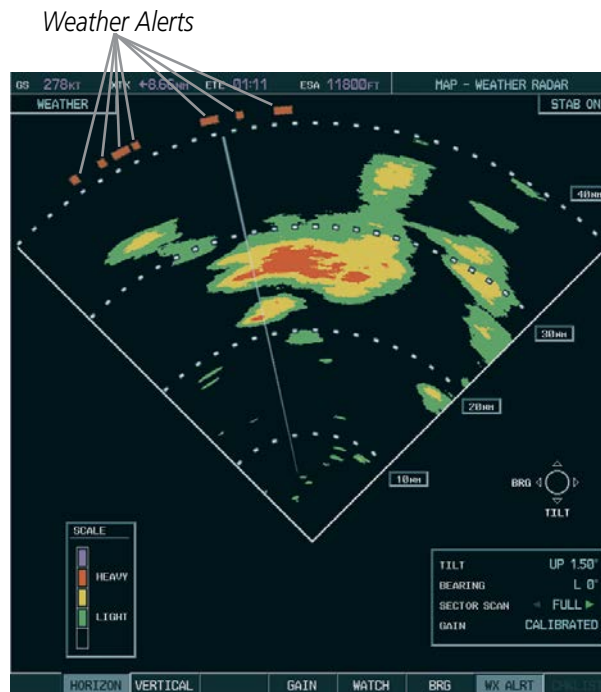 Weather Alerts
GS 278KT XTK +8.66NM ETE 01:11 ESA 11800FT MAP - WEATHER RADAR
WEATHER STAB ON
40NM
30NM
20NM
10NM
BRG
TILT
SCALE
HEAVY
LIGHT
TILT UP 1.50°
BEARING L 0°
SECTOR SCAN FULL
GAIN CALIBRATED
HORIZON VERTICAL GAIN WATCH BRG WX ALRT CHKLIST